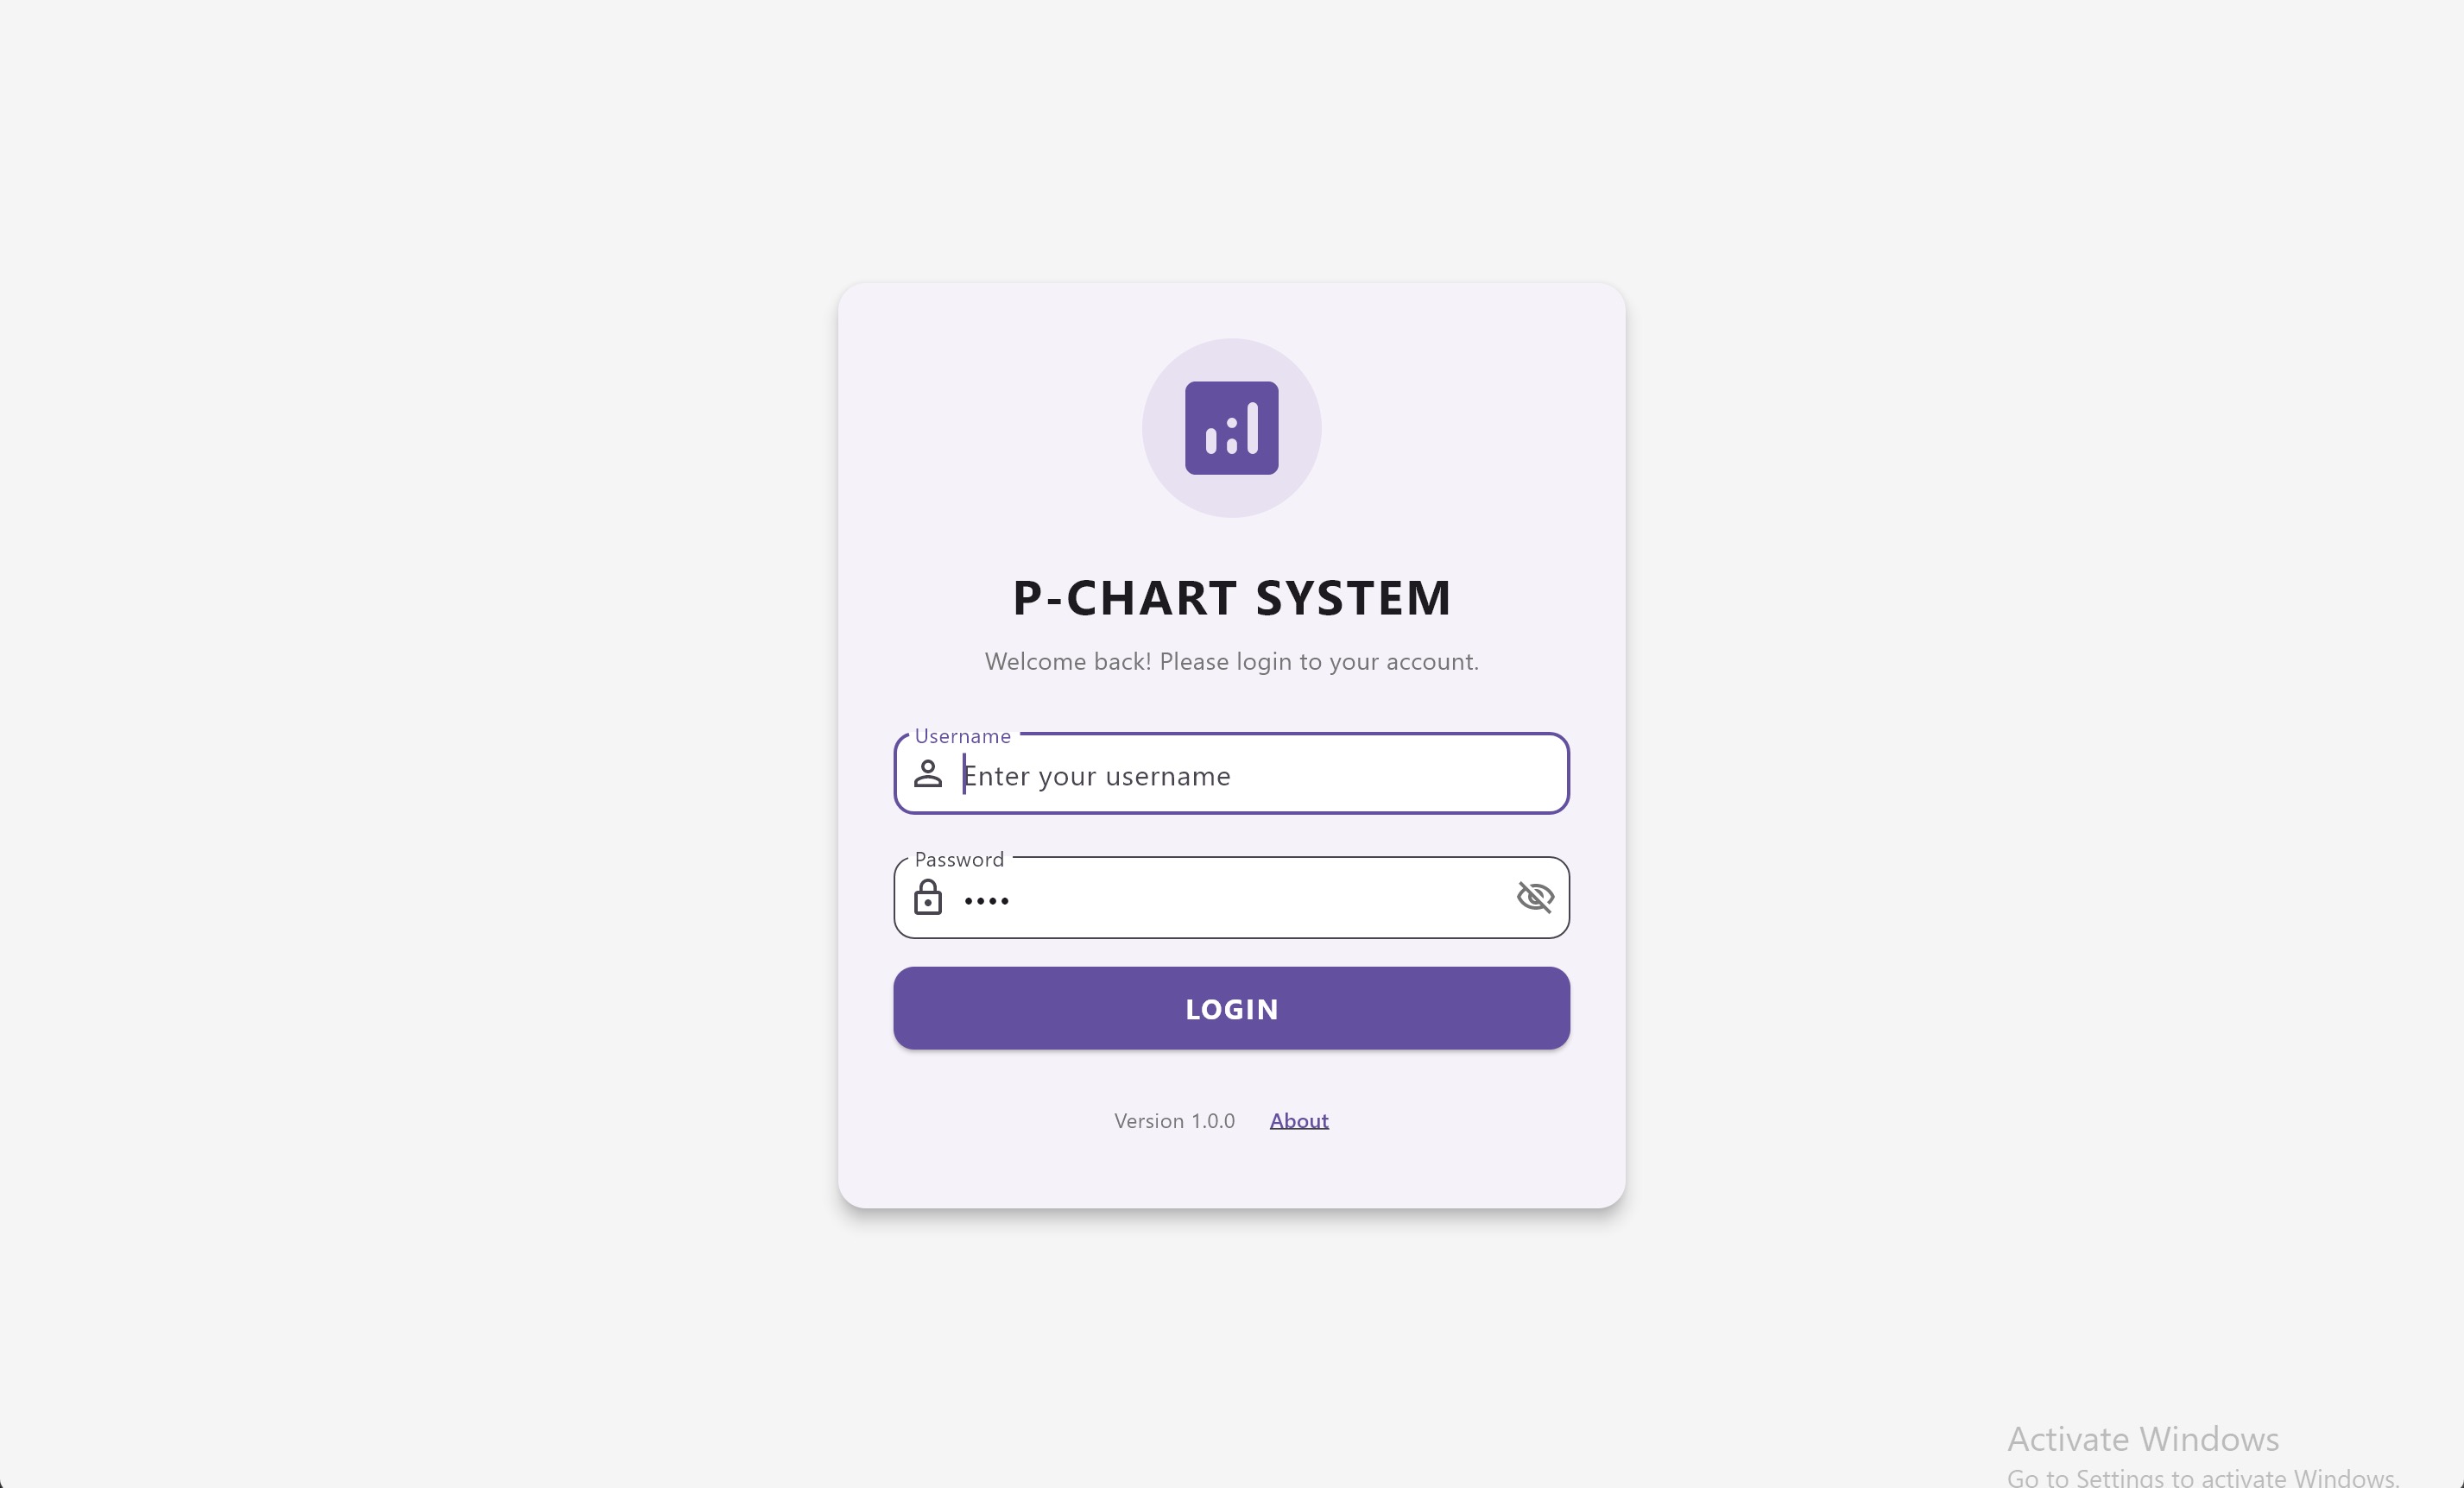 P-CHART SYSTEM
Welcome back! Please login to your account.
Username
Enter your username
Password
••••
LOGIN
Version 1.0.0 About
Activate Windows
Go to Settings to activate Windows.